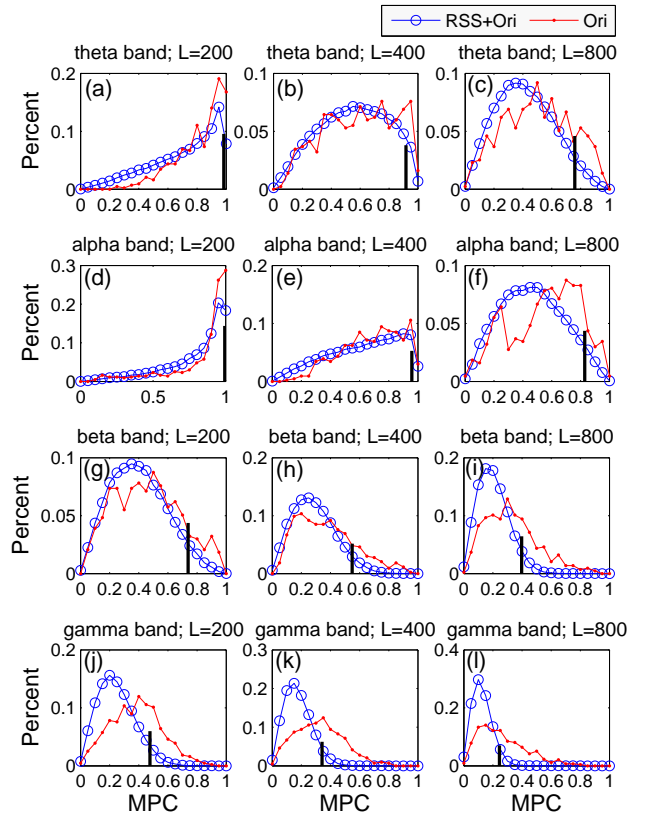 RSS+Ori Ori
theta band; L=200 theta band; L=400 theta band; L=800
(a) (b) (c)
0.2 0.1 0.1
0.1 0.05 0.05
0 0 0
Percent
0 0.2 0.4 0.6 0.8 1 0 0.2 0.4 0.6 0.8 1 0 0.2 0.4 0.6 0.8 1
alpha band; L=200 alpha band; L=400 alpha band; L=800
(d) (e) (f)
0.3 0.2 0.1
0.2
0.1 0.1 0.05
0 0 0
Percent
0 0.5 1 0 0.2 0.4 0.6 0.8 1 0 0.2 0.4 0.6 0.8 1
beta band; L=200 beta band; L=400 beta band; L=800
(g) (h) (i)
0.1 0.2 0.2
0.05 0.1 0.1
0 0 0
Percent
0 0.2 0.4 0.6 0.8 1 0 0.2 0.4 0.6 0.8 1 0 0.2 0.4 0.6 0.8 1
gamma band; L=200 gamma band; L=400 gamma band; L=800
(j) (k) (l)
0.2 0.3 0.4
0.2
0.1 0.2
0.1
0 0 0
Percent
0 0.2 0.4 0.6 0.8 1 0 0.2 0.4 0.6 0.8 1 0 0.2 0.4 0.6 0.8 1
MPC MPC MPC